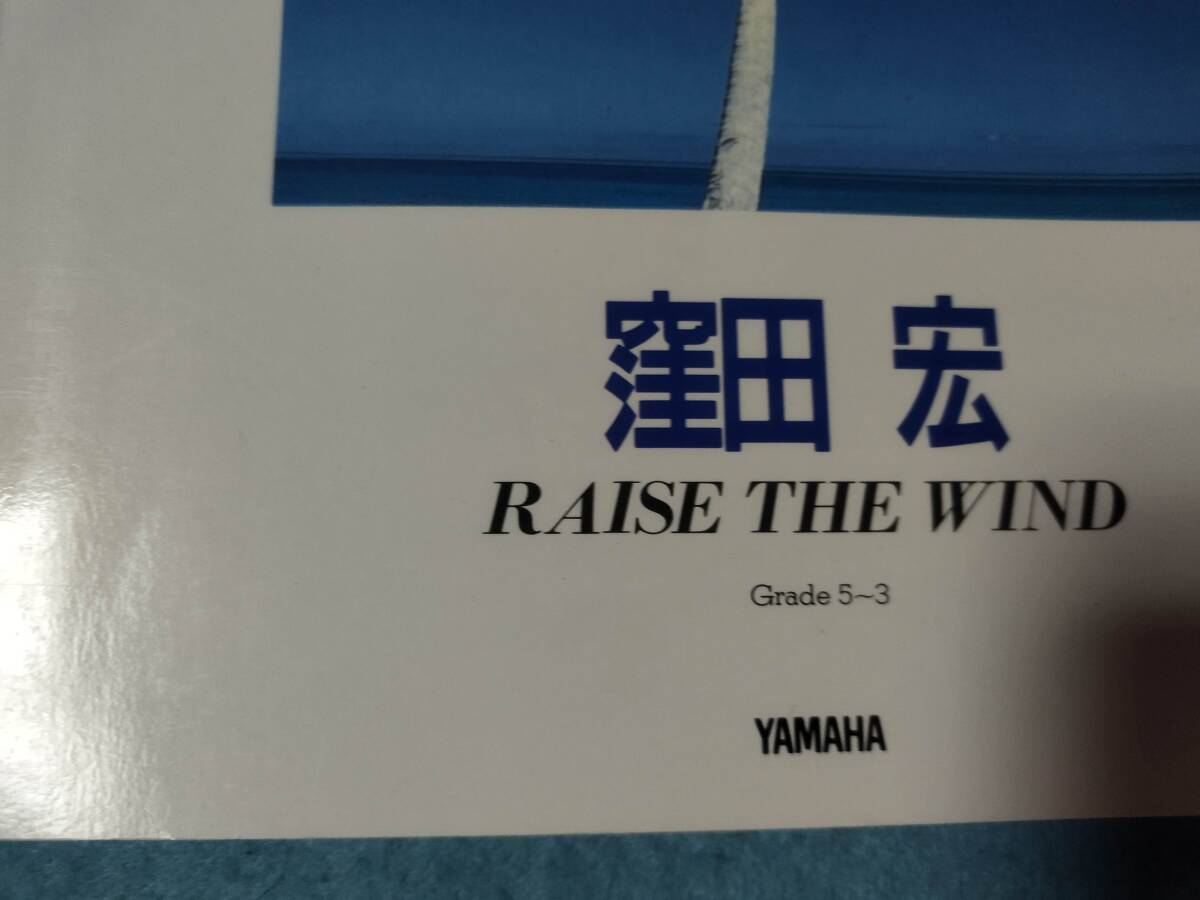 窪田 宏
RAISE THE WIND
Grade 5~3
YAMAHA